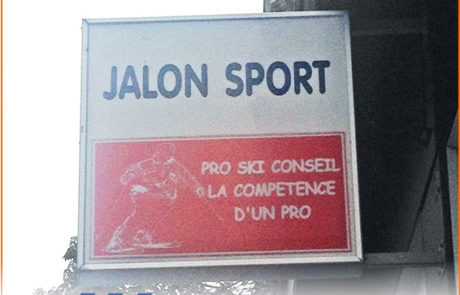 JALON SPORT
PRO SKI CONSEIL
LA COMPETENCE
D'UN PRO